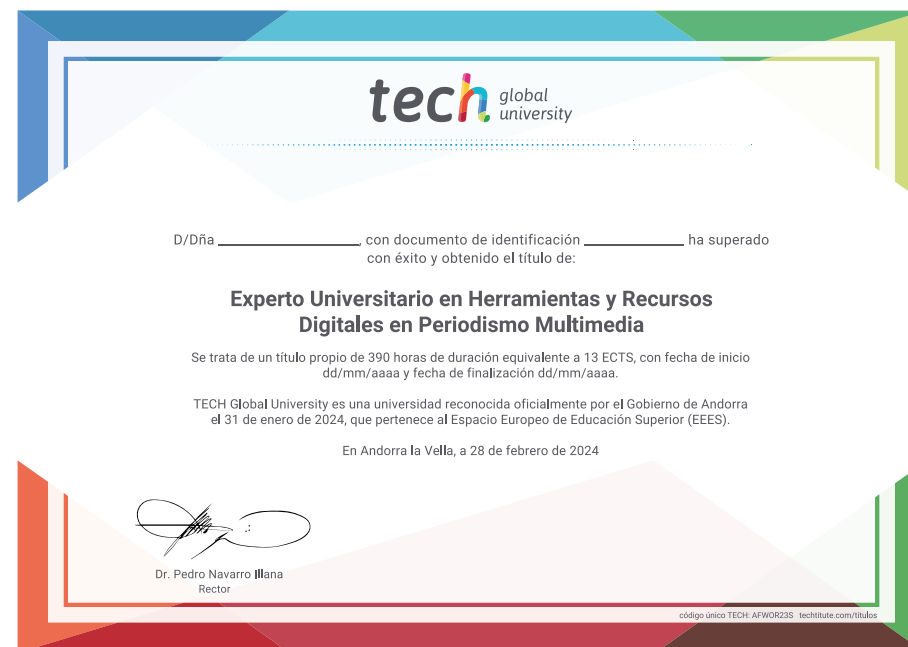 tech global
university
D/Dña ____________________, con documento de identificación ______________ ha superado
con éxito y obtenido el título de:
Experto Universitario en Herramientas y Recursos
Digitales en Periodismo Multimedia
Se trata de un título propio de 390 horas de duración equivalente a 13 ECTS, con fecha de inicio
dd/mm/aaaa y fecha de finalización dd/mm/aaaa.
TECH Global University es una universidad reconocida oficialmente por el Gobierno de Andorra
el 31 de enero de 2024, que pertenece al Espacio Europeo de Educación Superior (EEES).
En Andorra la Vella, a 28 de febrero de 2024
Dr. Pedro Navarro Illana
Rector
código único TECH: AFWOR23S techtitute.com/titulos